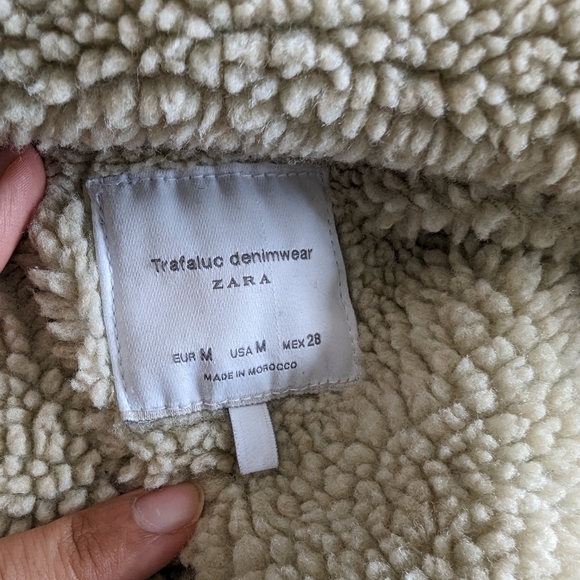 Trafaluc denimwear
ZARA
EUR M USA M MEX 28
MADE IN MOROCCO